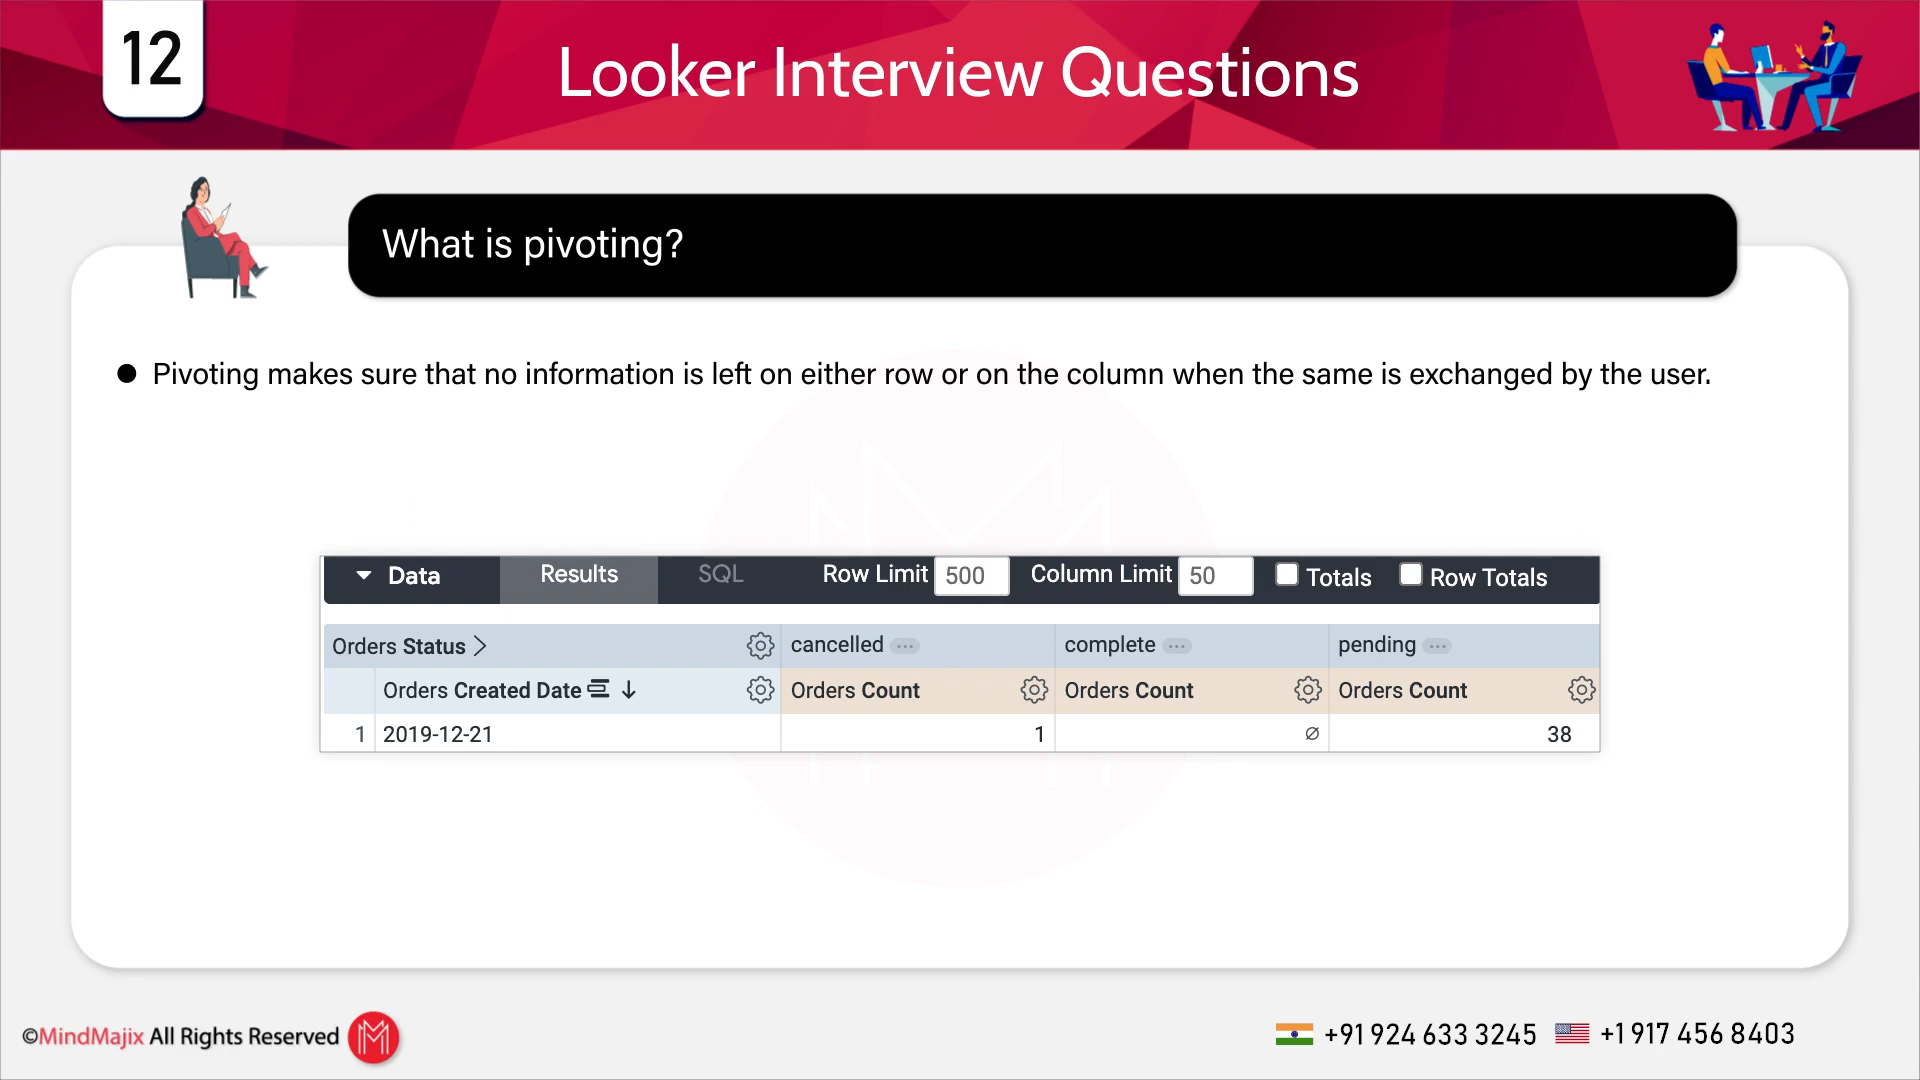 12
Looker Interview Questions
What is pivoting?
● Pivoting makes sure that no information is left on either row or on the column when the same is exchanged by the user.
Data Results SQL Row Limit 500 Column Limit 50 Totals Row Totals
Orders Status cancelled ... complete ... pending ...
Orders Created Date ↓ Orders Count Orders Count Orders Count
1 2019-12-21 1 ∅ 38
©MindMajix All Rights Reserved +91 924 633 3245 +1 917 456 8403